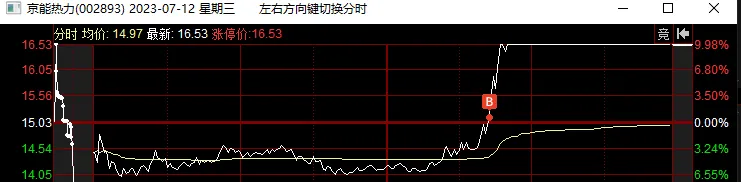 京能热力(002893) 2023-07-12 星期三 左右方向键切换分时
分时 均价: 14.97 最新: 16.53 涨停价:16.53 竞
16.53 9.98%
16.05 6.80%
15.56 3.50%
B
15.03 0.00%
14.54 3.24%
14.05 6.55%